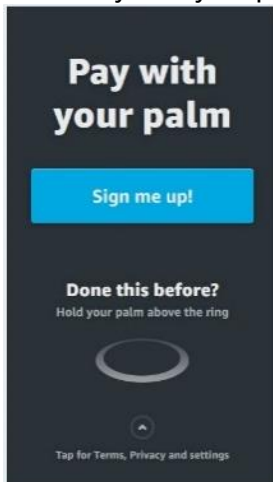 Pay with
your palm
Sign me up!
Done this before?
Hold your palm above the ring
Tap for Terms, Privacy and settings